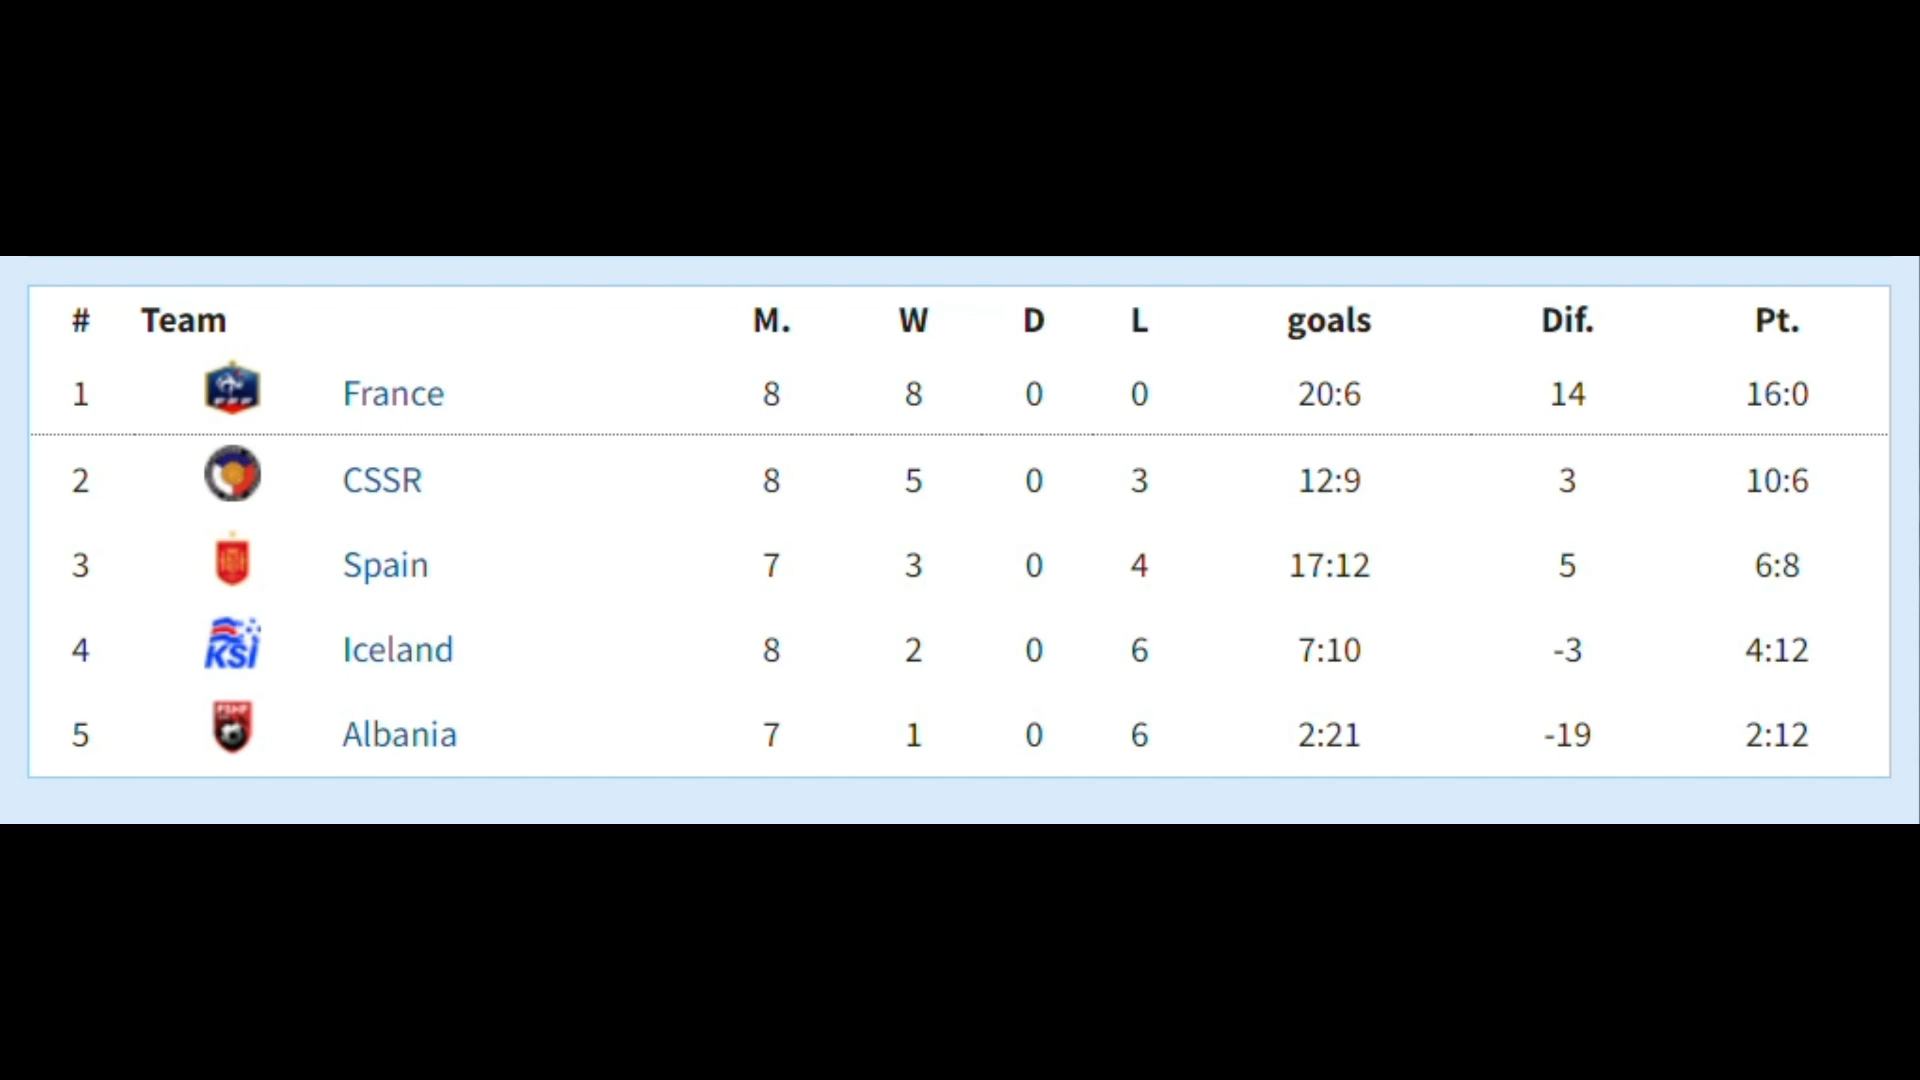 # Team M. W D L goals Dif. Pt.
1 France 8 8 0 0 20:6 14 16:0
2 CSSR 8 5 0 3 12:9 3 10:6
3 Spain 7 3 0 4 17:12 5 6:8
4 KSÍ Iceland 8 2 0 6 7:10 -3 4:12
5 FSHF Albania 7 1 0 6 2:21 -19 2:12